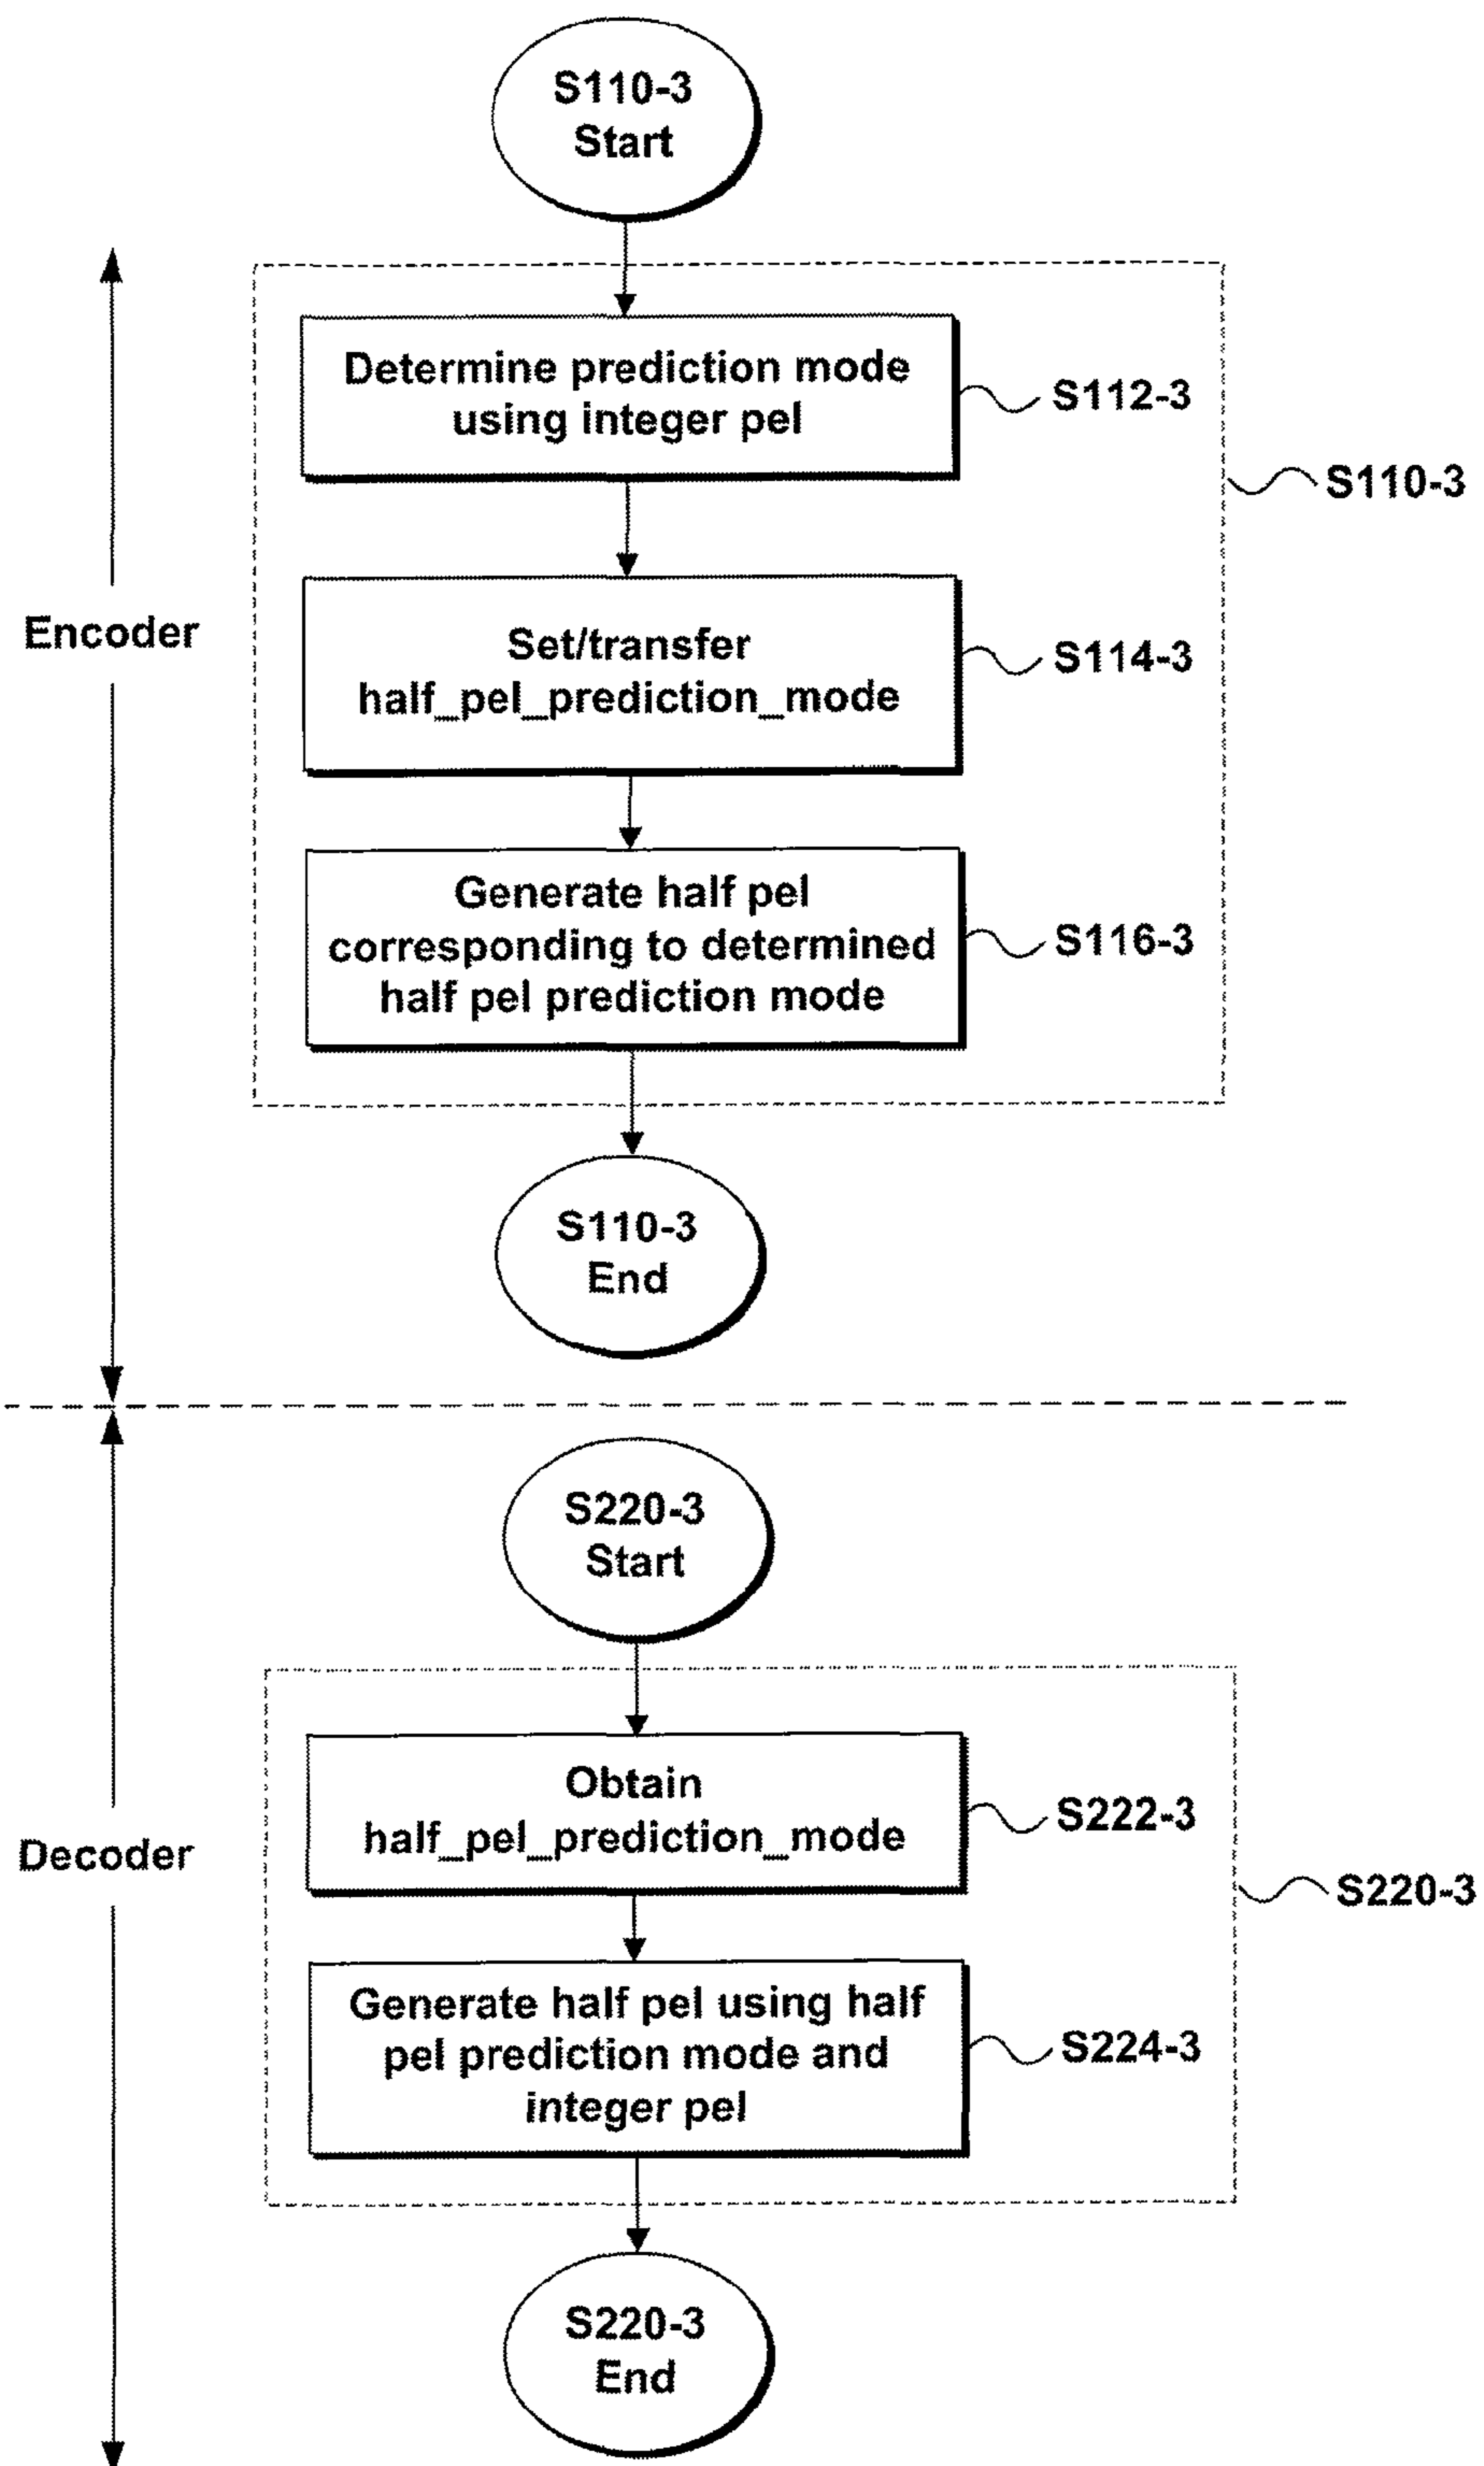 S110-3
Start
Determine prediction mode
using integer pel
S112-3
S110-3
Encoder
Set/transfer
half_pel_prediction_mode
S114-3
Generate half pel
corresponding to determined
half pel prediction mode
S116-3
S110-3
End
S220-3
Start
Obtain
half_pel_prediction_mode
S222-3
Decoder
S220-3
Generate half pel using half
pel prediction mode and
integer pel
S224-3
S220-3
End